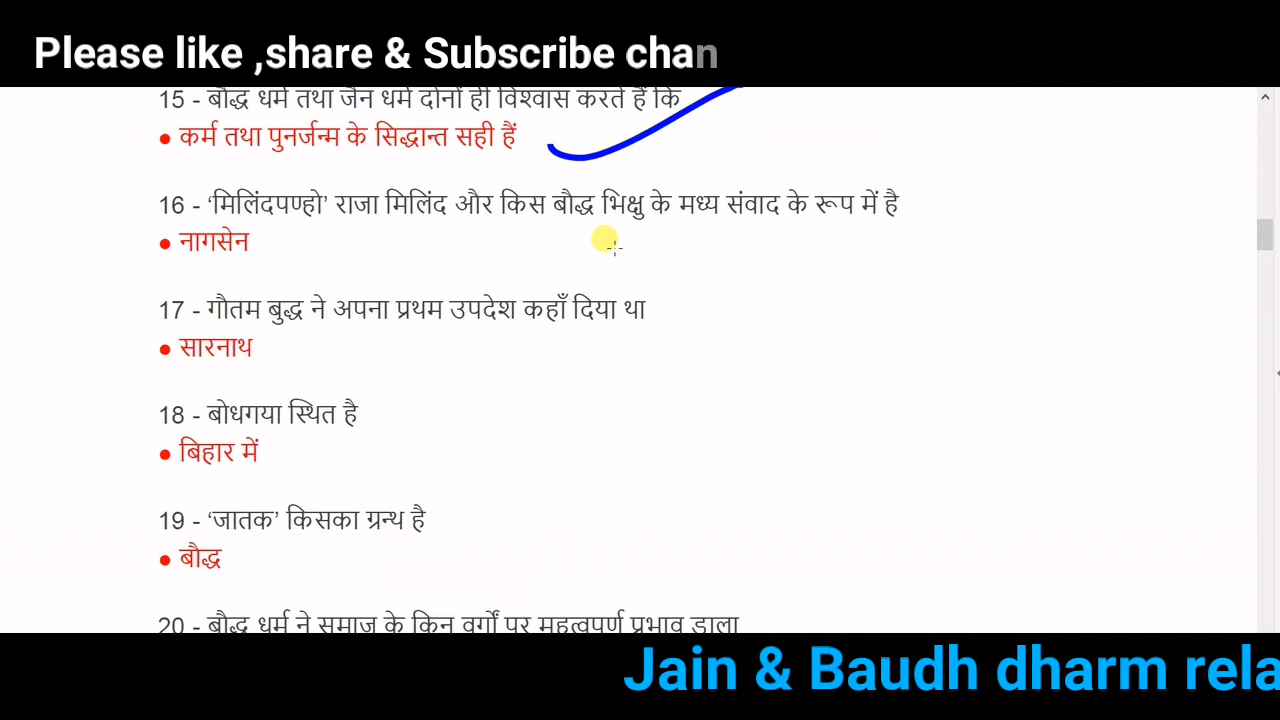 Please like ,share & Subscribe chan
15 - बौद्ध धर्म तथा जैन धर्म दोनों ही विश्वास करते हैं कि
● कर्म तथा पुनर्जन्म के सिद्धान्त सही हैं
16 - ‘मिलिंदपण्हो’ राजा मिलिंद और किस बौद्ध भिक्षु के मध्य संवाद के रूप में है
● नागसेन
17 - गौतम बुद्ध ने अपना प्रथम उपदेश कहाँ दिया था
● सारनाथ
18 - बोधगया स्थित है
● बिहार में
19 - ‘जातक’ किसका ग्रन्थ है
● बौद्ध
20 - बौद्ध धर्म ने समाज के किन वर्गों पर महत्वपूर्ण प्रभाव डाला
Jain & Baudh dharm rela